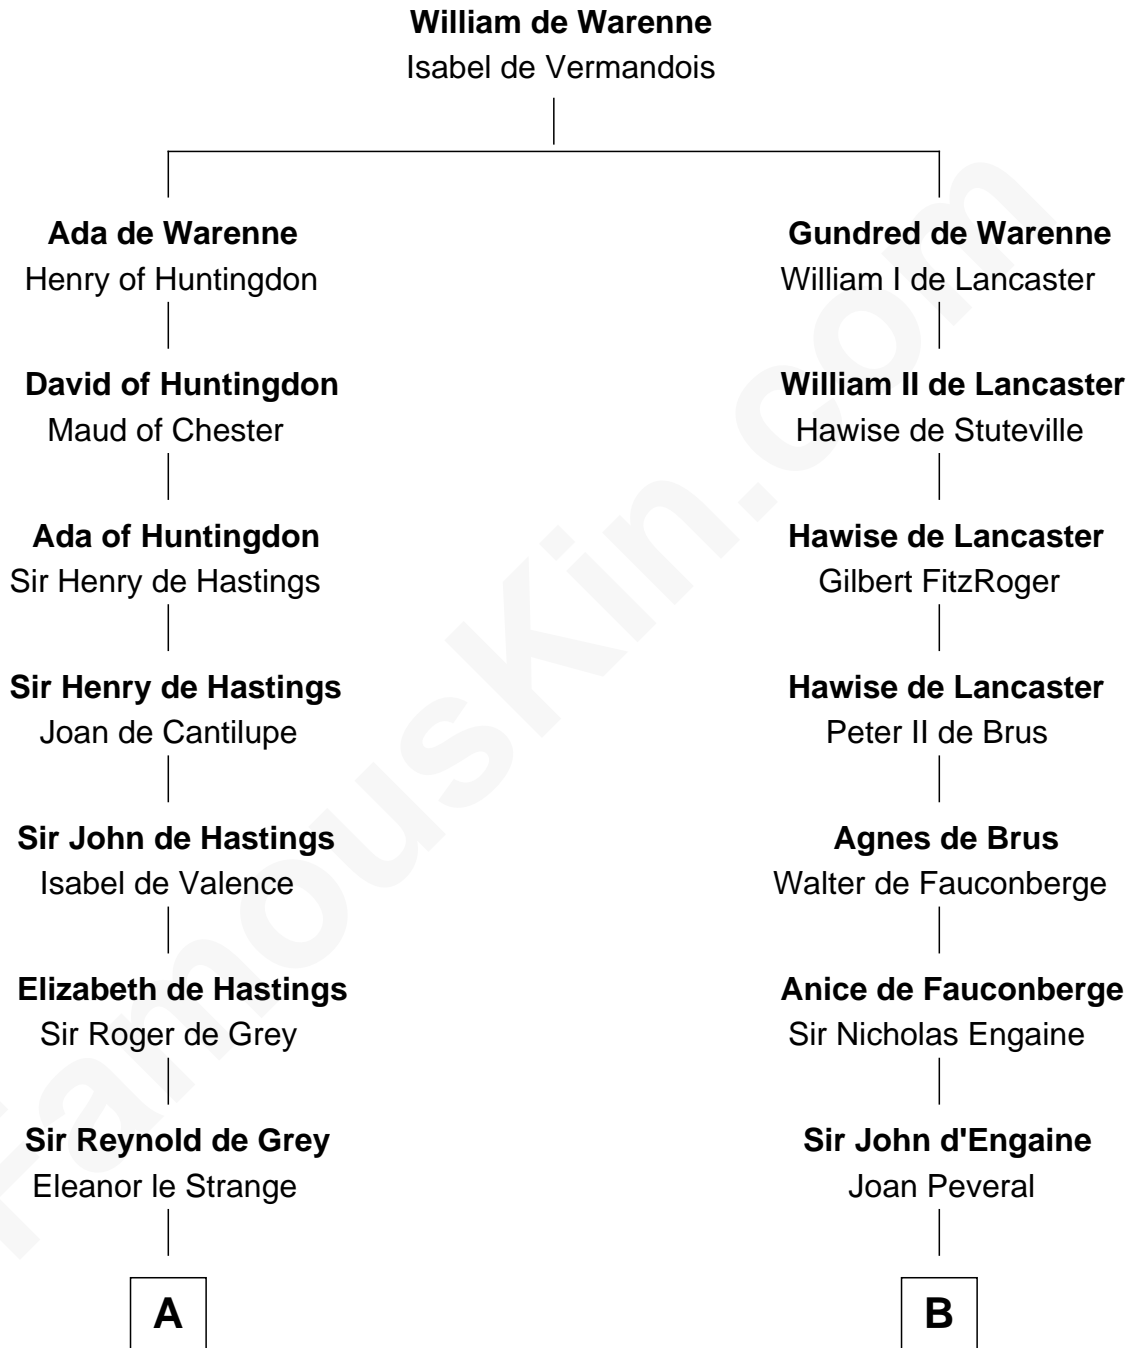 William de Warenne
Isabel de Vermandois
Ada de Warenne
Henry of Huntingdon
Gundred de Warenne
William I de Lancaster
David of Huntingdon
Maud of Chester
William II de Lancaster
Hawise de Stuteville
Ada of Huntingdon
Sir Henry de Hastings
Hawise de Lancaster
Gilbert FitzRoger
Sir Henry de Hastings
Joan de Cantilupe
Hawise de Lancaster
Peter II de Brus
Sir John de Hastings
Isabel de Valence
Agnes de Brus
Walter de Fauconberge
Elizabeth de Hastings
Sir Roger de Grey
Anice de Fauconberge
Sir Nicholas Engaine
Sir Reynold de Grey
Eleanor le Strange
Sir John d'Engaine
Joan Peveral
A
B
FamousKin.com